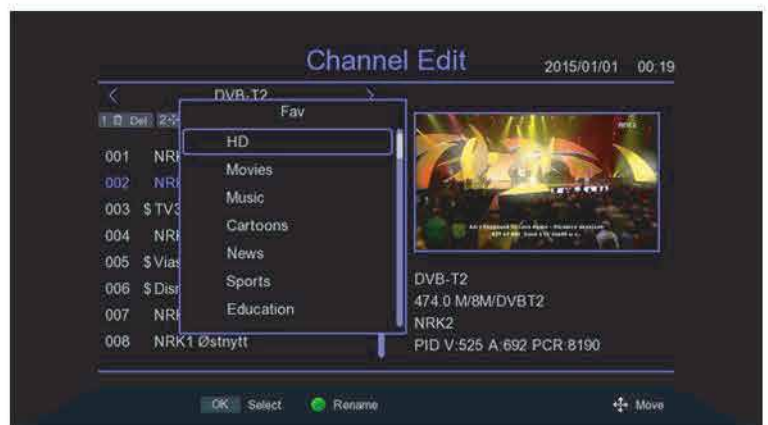 Channel Edit
2015/01/01 00:19
< DVB-T2 >
1 Del 2
Fav
HD
Movies
Music
Cartoons
News
Sports
Education
001 NRK
002 NRK
003 $ TV3
004 NRK
005 $ Vias
006 $ Disn
007 NRK
008 NRK1 Østnytt
NRK2
DVB-T2
474.0 M/8M/DVBT2
NRK2
PID V:525 A:692 PCR:8190
OK Select Rename Move